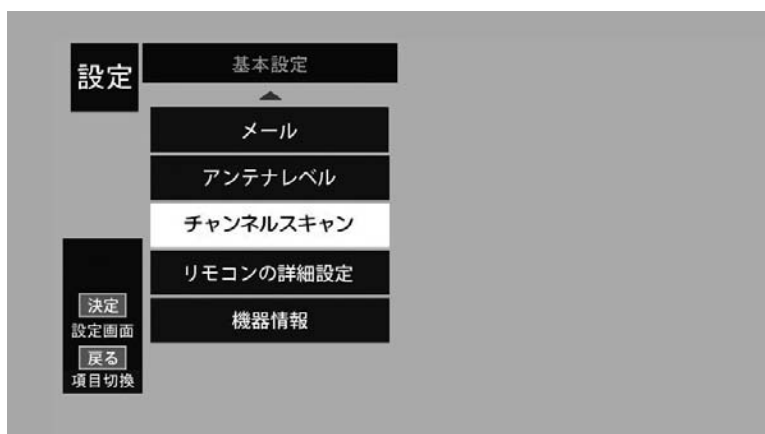 設定
基本設定
メール
アンテナレベル
チャンネルスキャン
リモコンの詳細設定
機器情報
決定
設定画面
戻る
項目切換